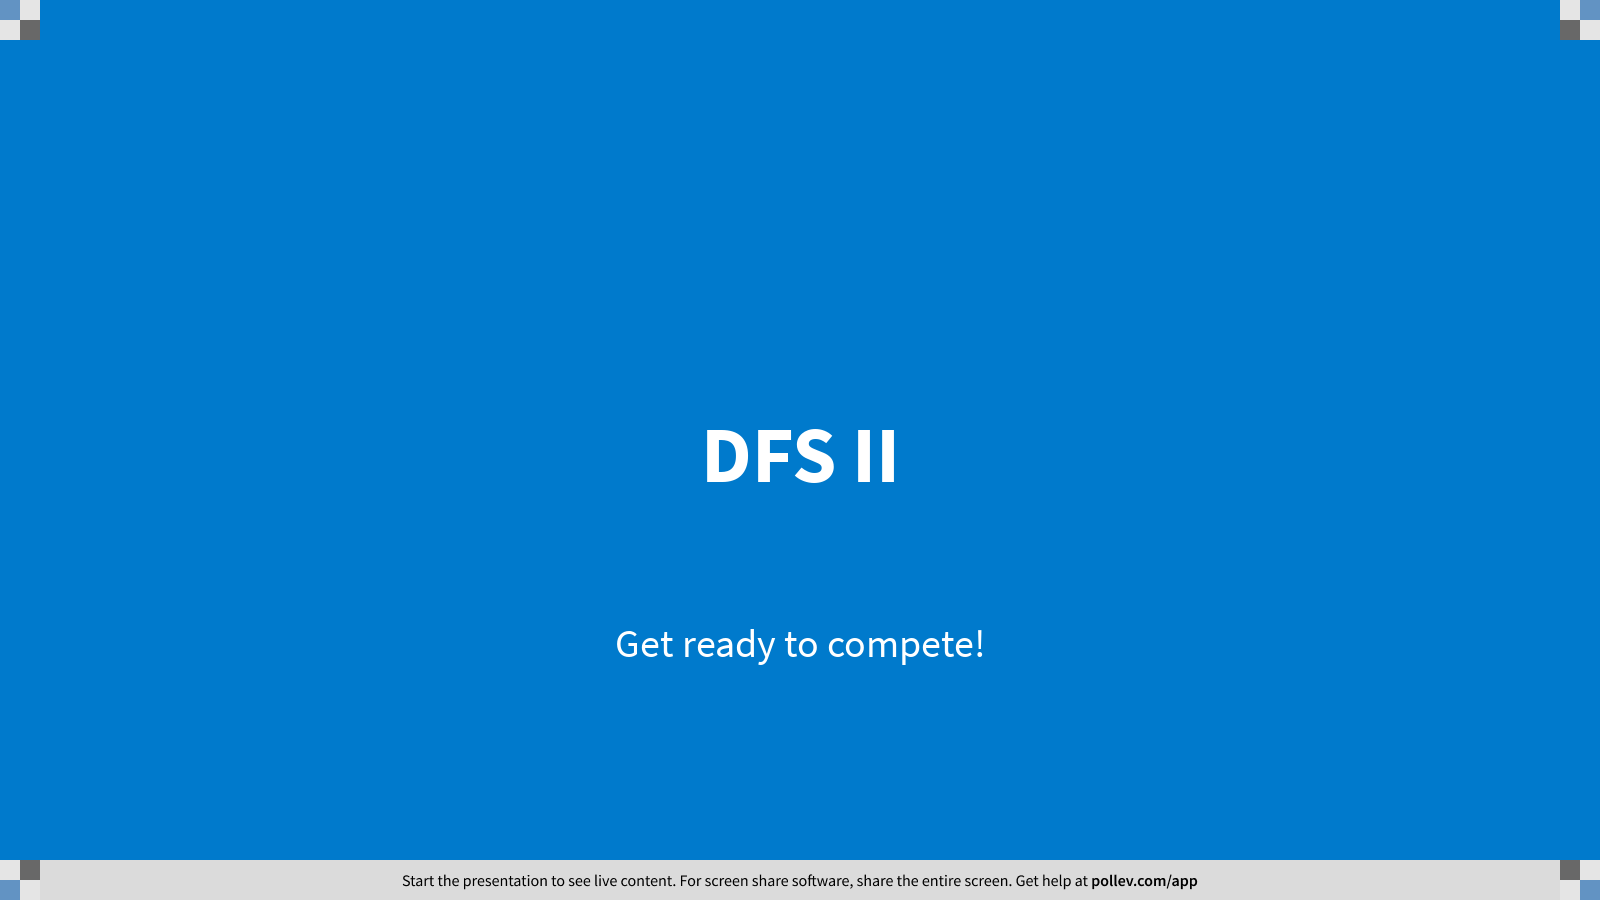 DFS II
Get ready to compete!
Start the presentation to see live content. For screen share software, share the entire screen. Get help at pollev.com/app